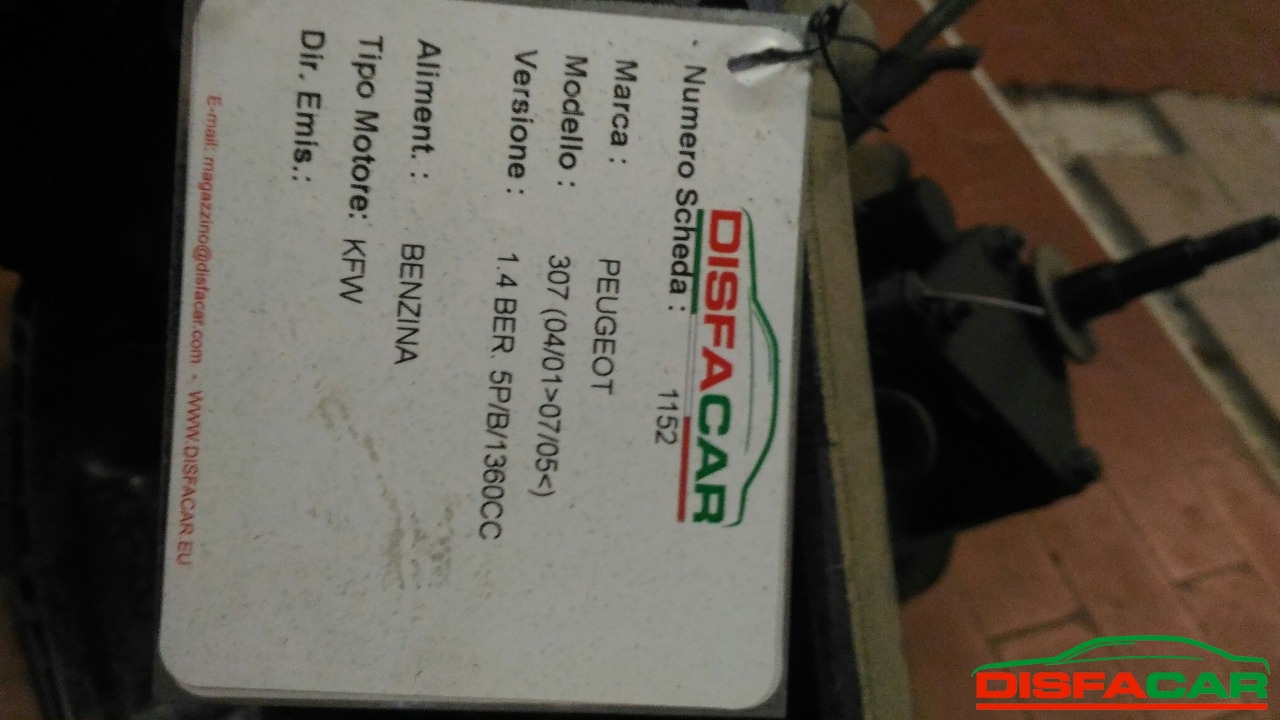 DISFACAR
Numero Scheda : 1152
Marca : PEUGEOT
Modello : 307 (04/01>07/05<)
Versione : 1.4 BER. 5P/B/1360CC
Aliment. : BENZINA
Tipo Motore: KFW
Dir. Emis.:
E-mail: magazzino@disfacar.com - WWW.DISFACAR.EU
DISFACAR